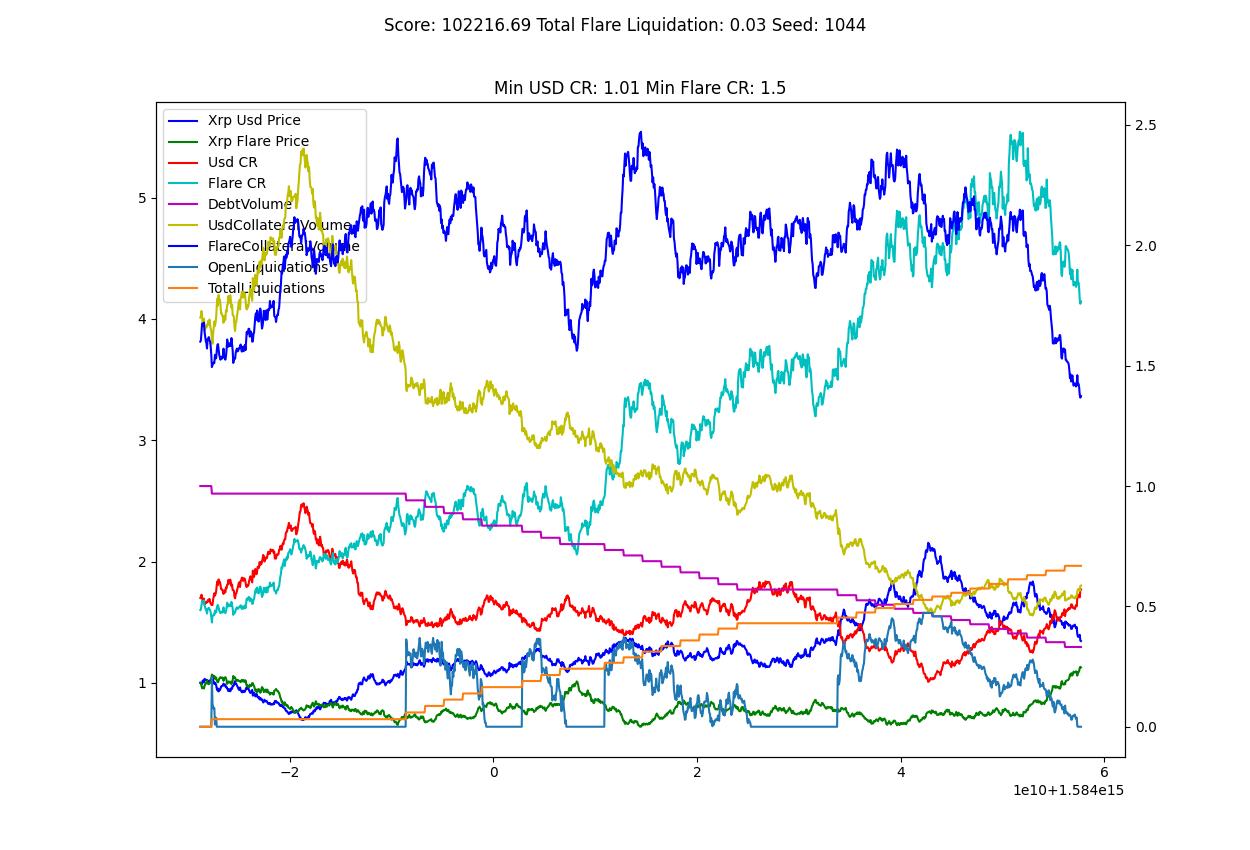 Score: 102216.69 Total Flare Liquidation: 0.03 Seed: 1044
Min USD CR: 1.01 Min Flare CR: 1.5
Xrp Usd Price
Xrp Flare Price
Usd CR
Flare CR
DebtVolume
UsdCollateralVolume
FlareCollateralVolume
OpenLiquidations
TotalLiquidations
5
4
3
2
1
2.5
2.0
1.5
1.0
0.5
0.0
−2
0
2
4
6
1e10+1.584e15